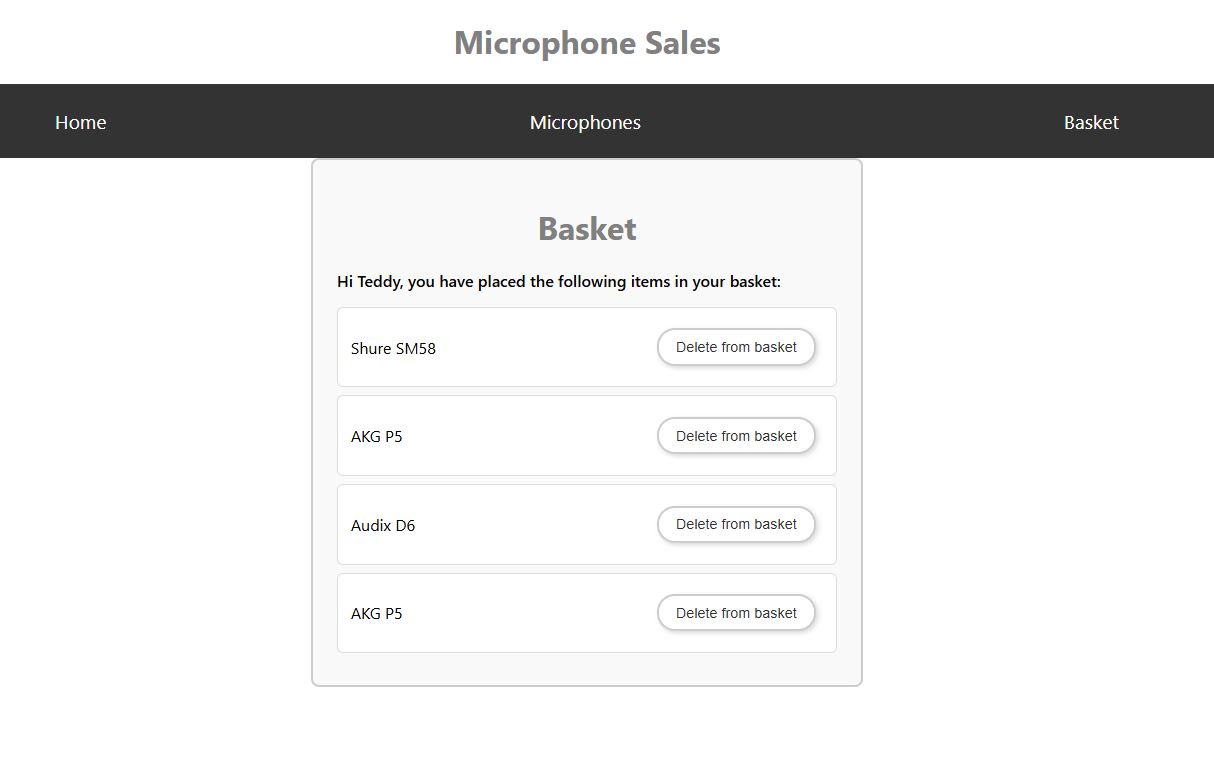 Microphone Sales
Home Microphones Basket
Basket
Hi Teddy, you have placed the following items in your basket:
Shure SM58 Delete from basket
AKG P5 Delete from basket
Audix D6 Delete from basket
AKG P5 Delete from basket